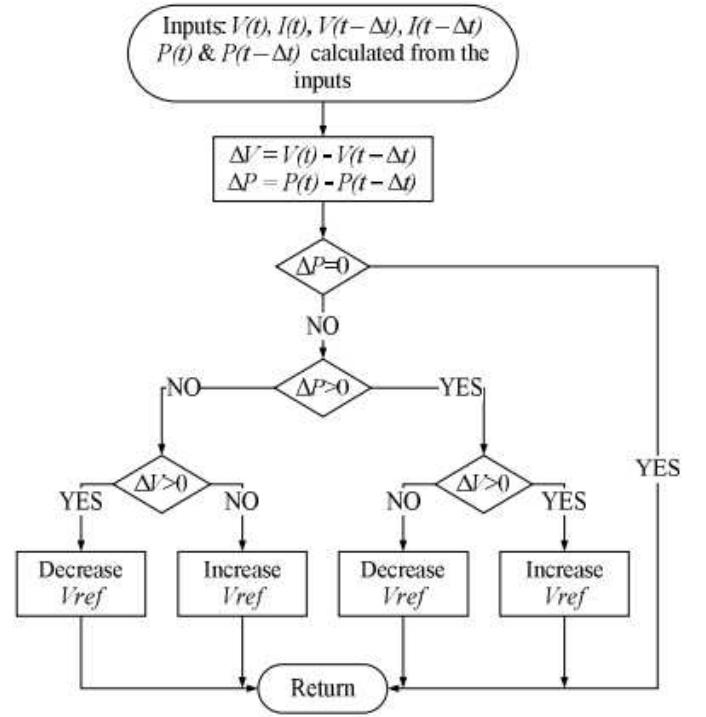 Inputs: V(t), I(t), V(t–Δt), I(t–Δt)
P(t) & P(t–Δt) calculated from the
inputs
ΔV = V(t) - V(t – Δt)
ΔP = P(t) - P(t – Δt)
ΔP=0
NO
ΔP>0
NO
YES
ΔV>0
ΔV>0
YES
YES
NO
NO
YES
Decrease
Vref
Increase
Vref
Decrease
Vref
Increase
Vref
Return